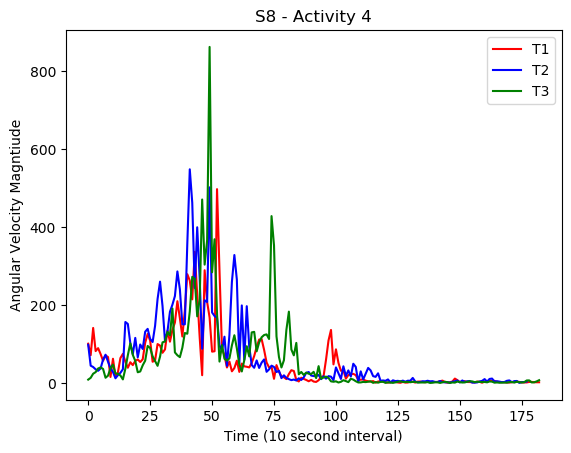 S8 - Activity 4
T1
T2
T3
800
600
400
200
0
Angular Velocity Magntiude
0
25
50
75
100
125
150
175
Time (10 second interval)